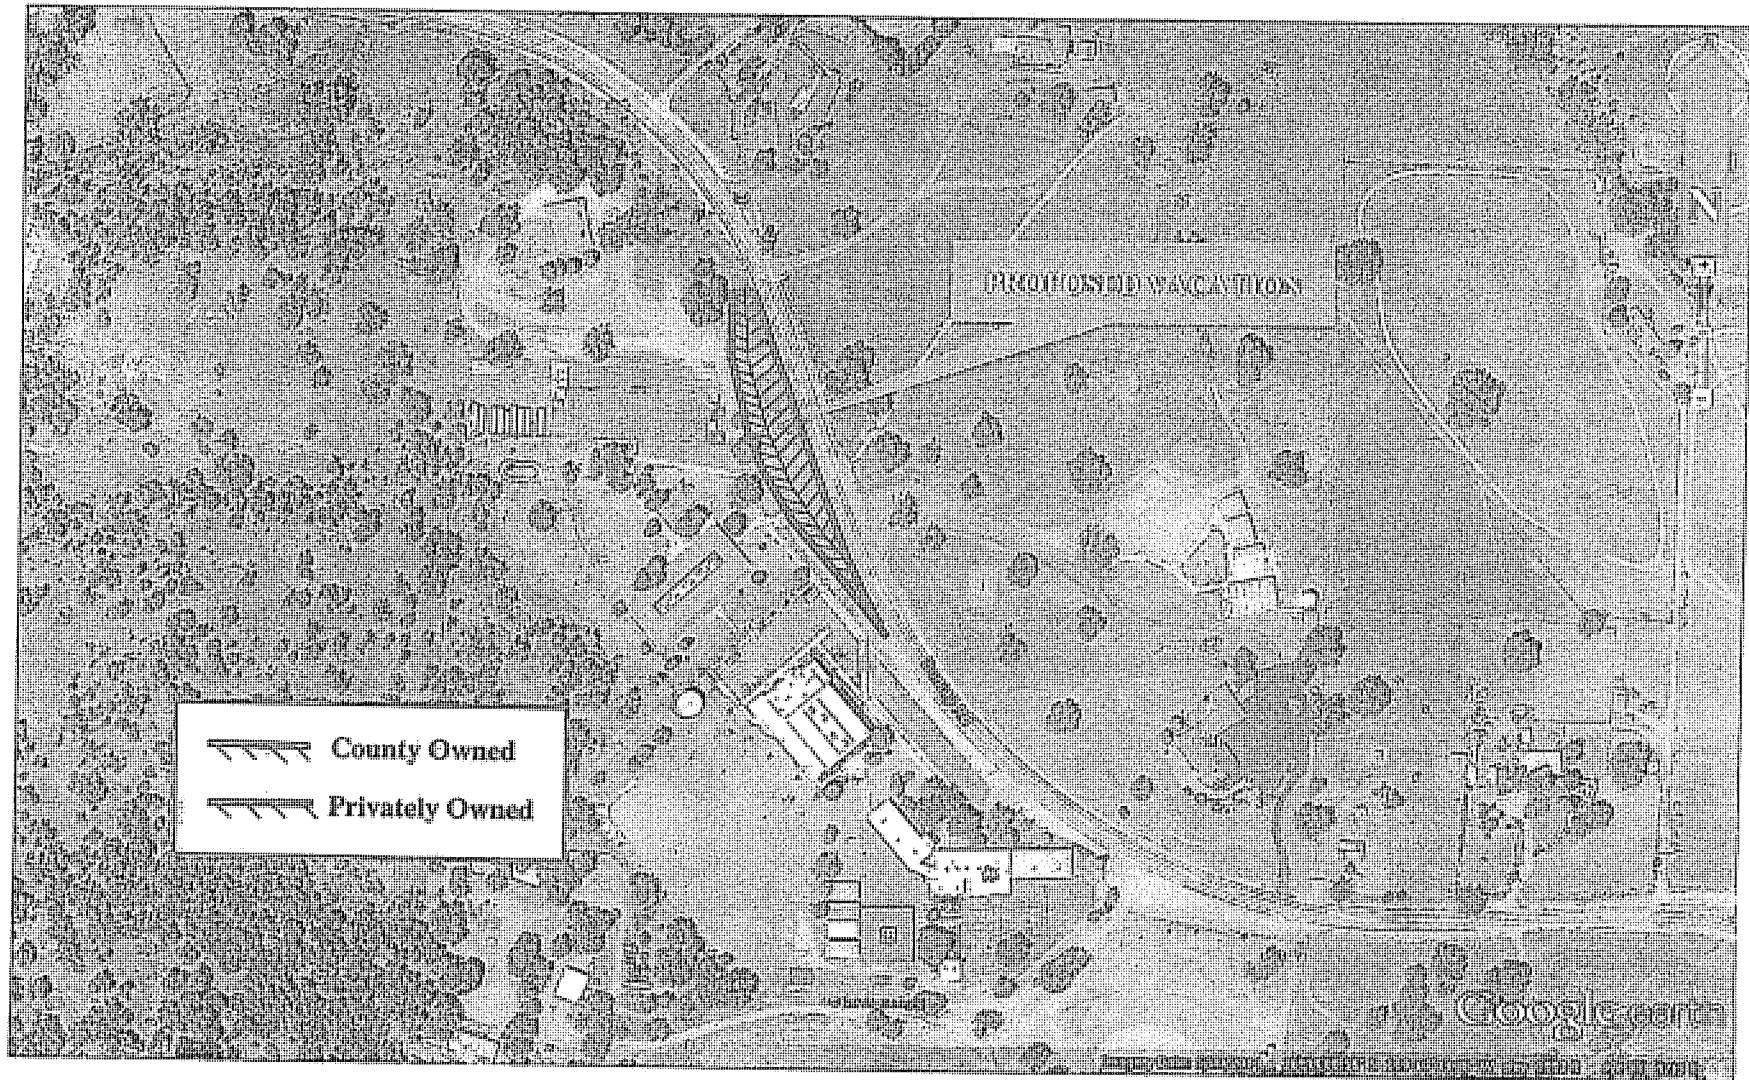 N
PROPOSED VACATION
County Owned
Privately Owned
Google earth